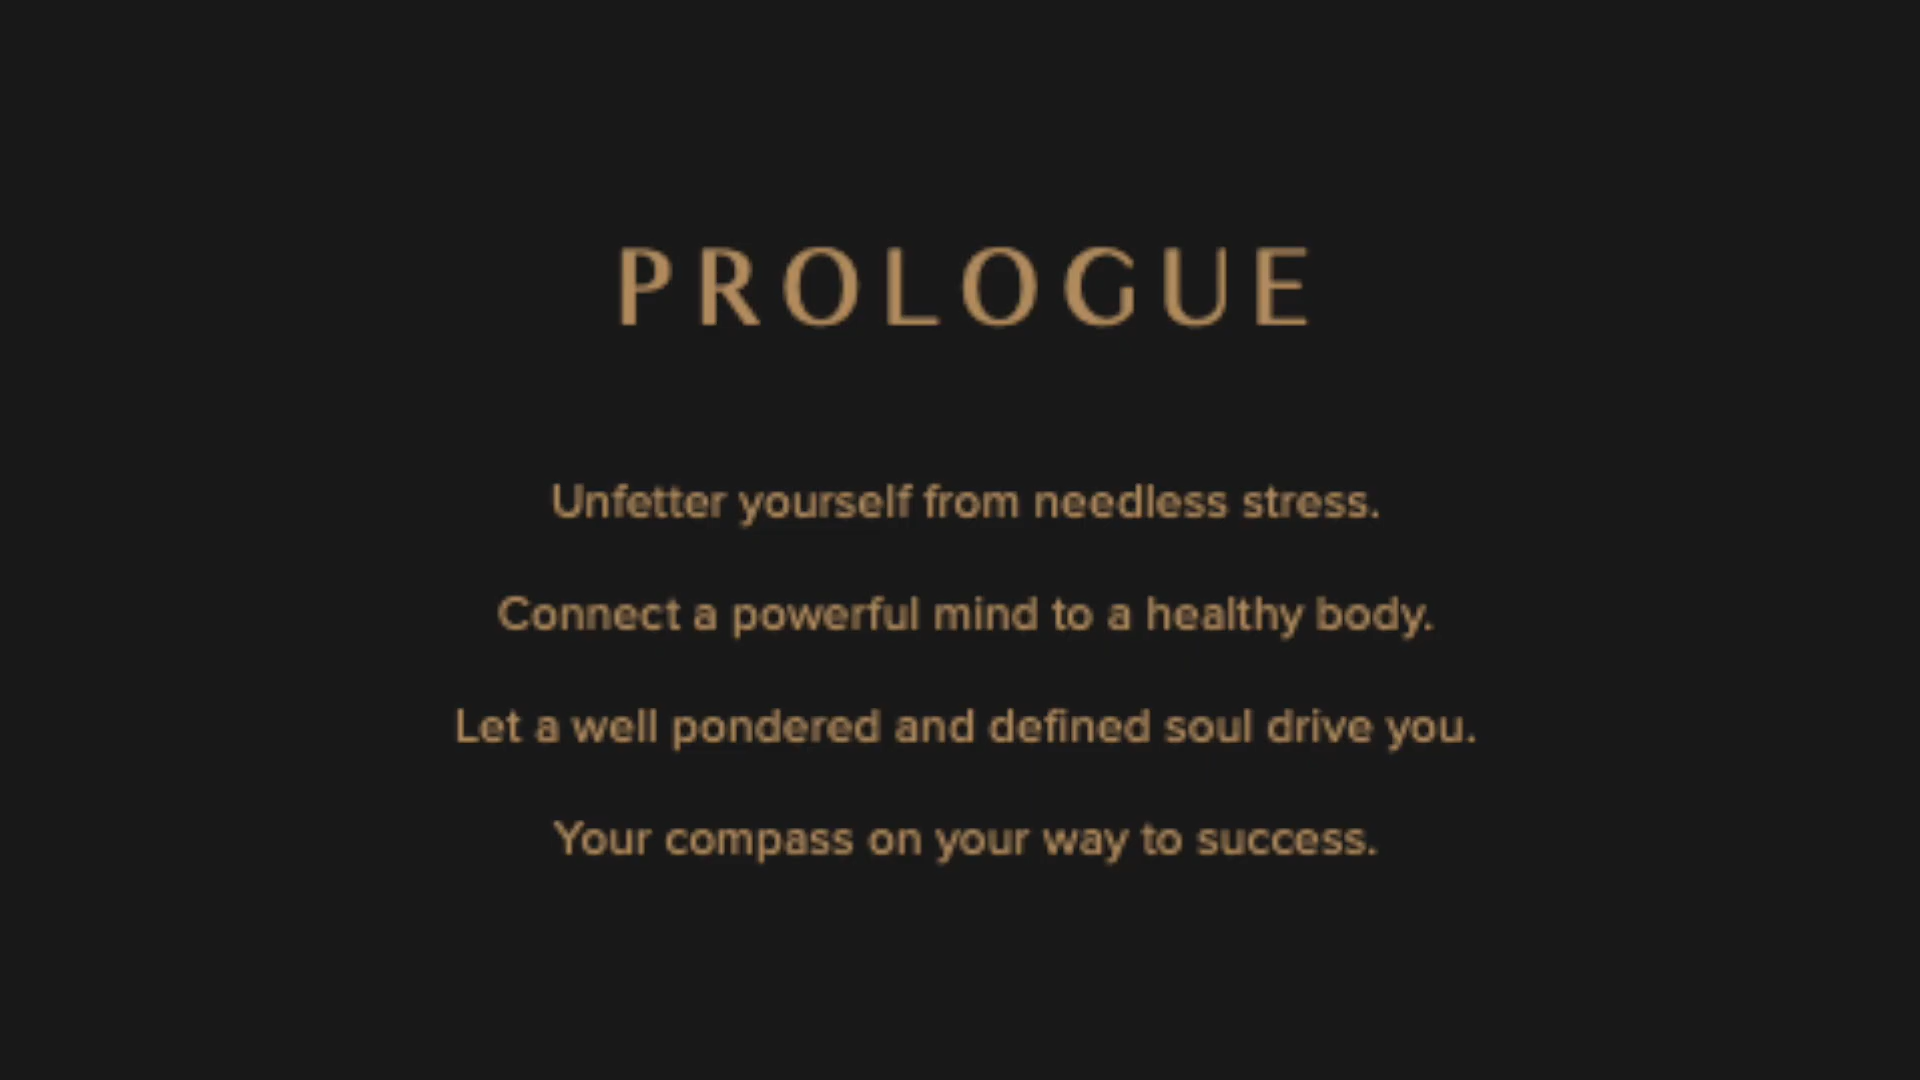 PROLOGUE
Unfetter yourself from needless stress.
Connect a powerful mind to a healthy body.
Let a well pondered and defined soul drive you.
Your compass on your way to success.